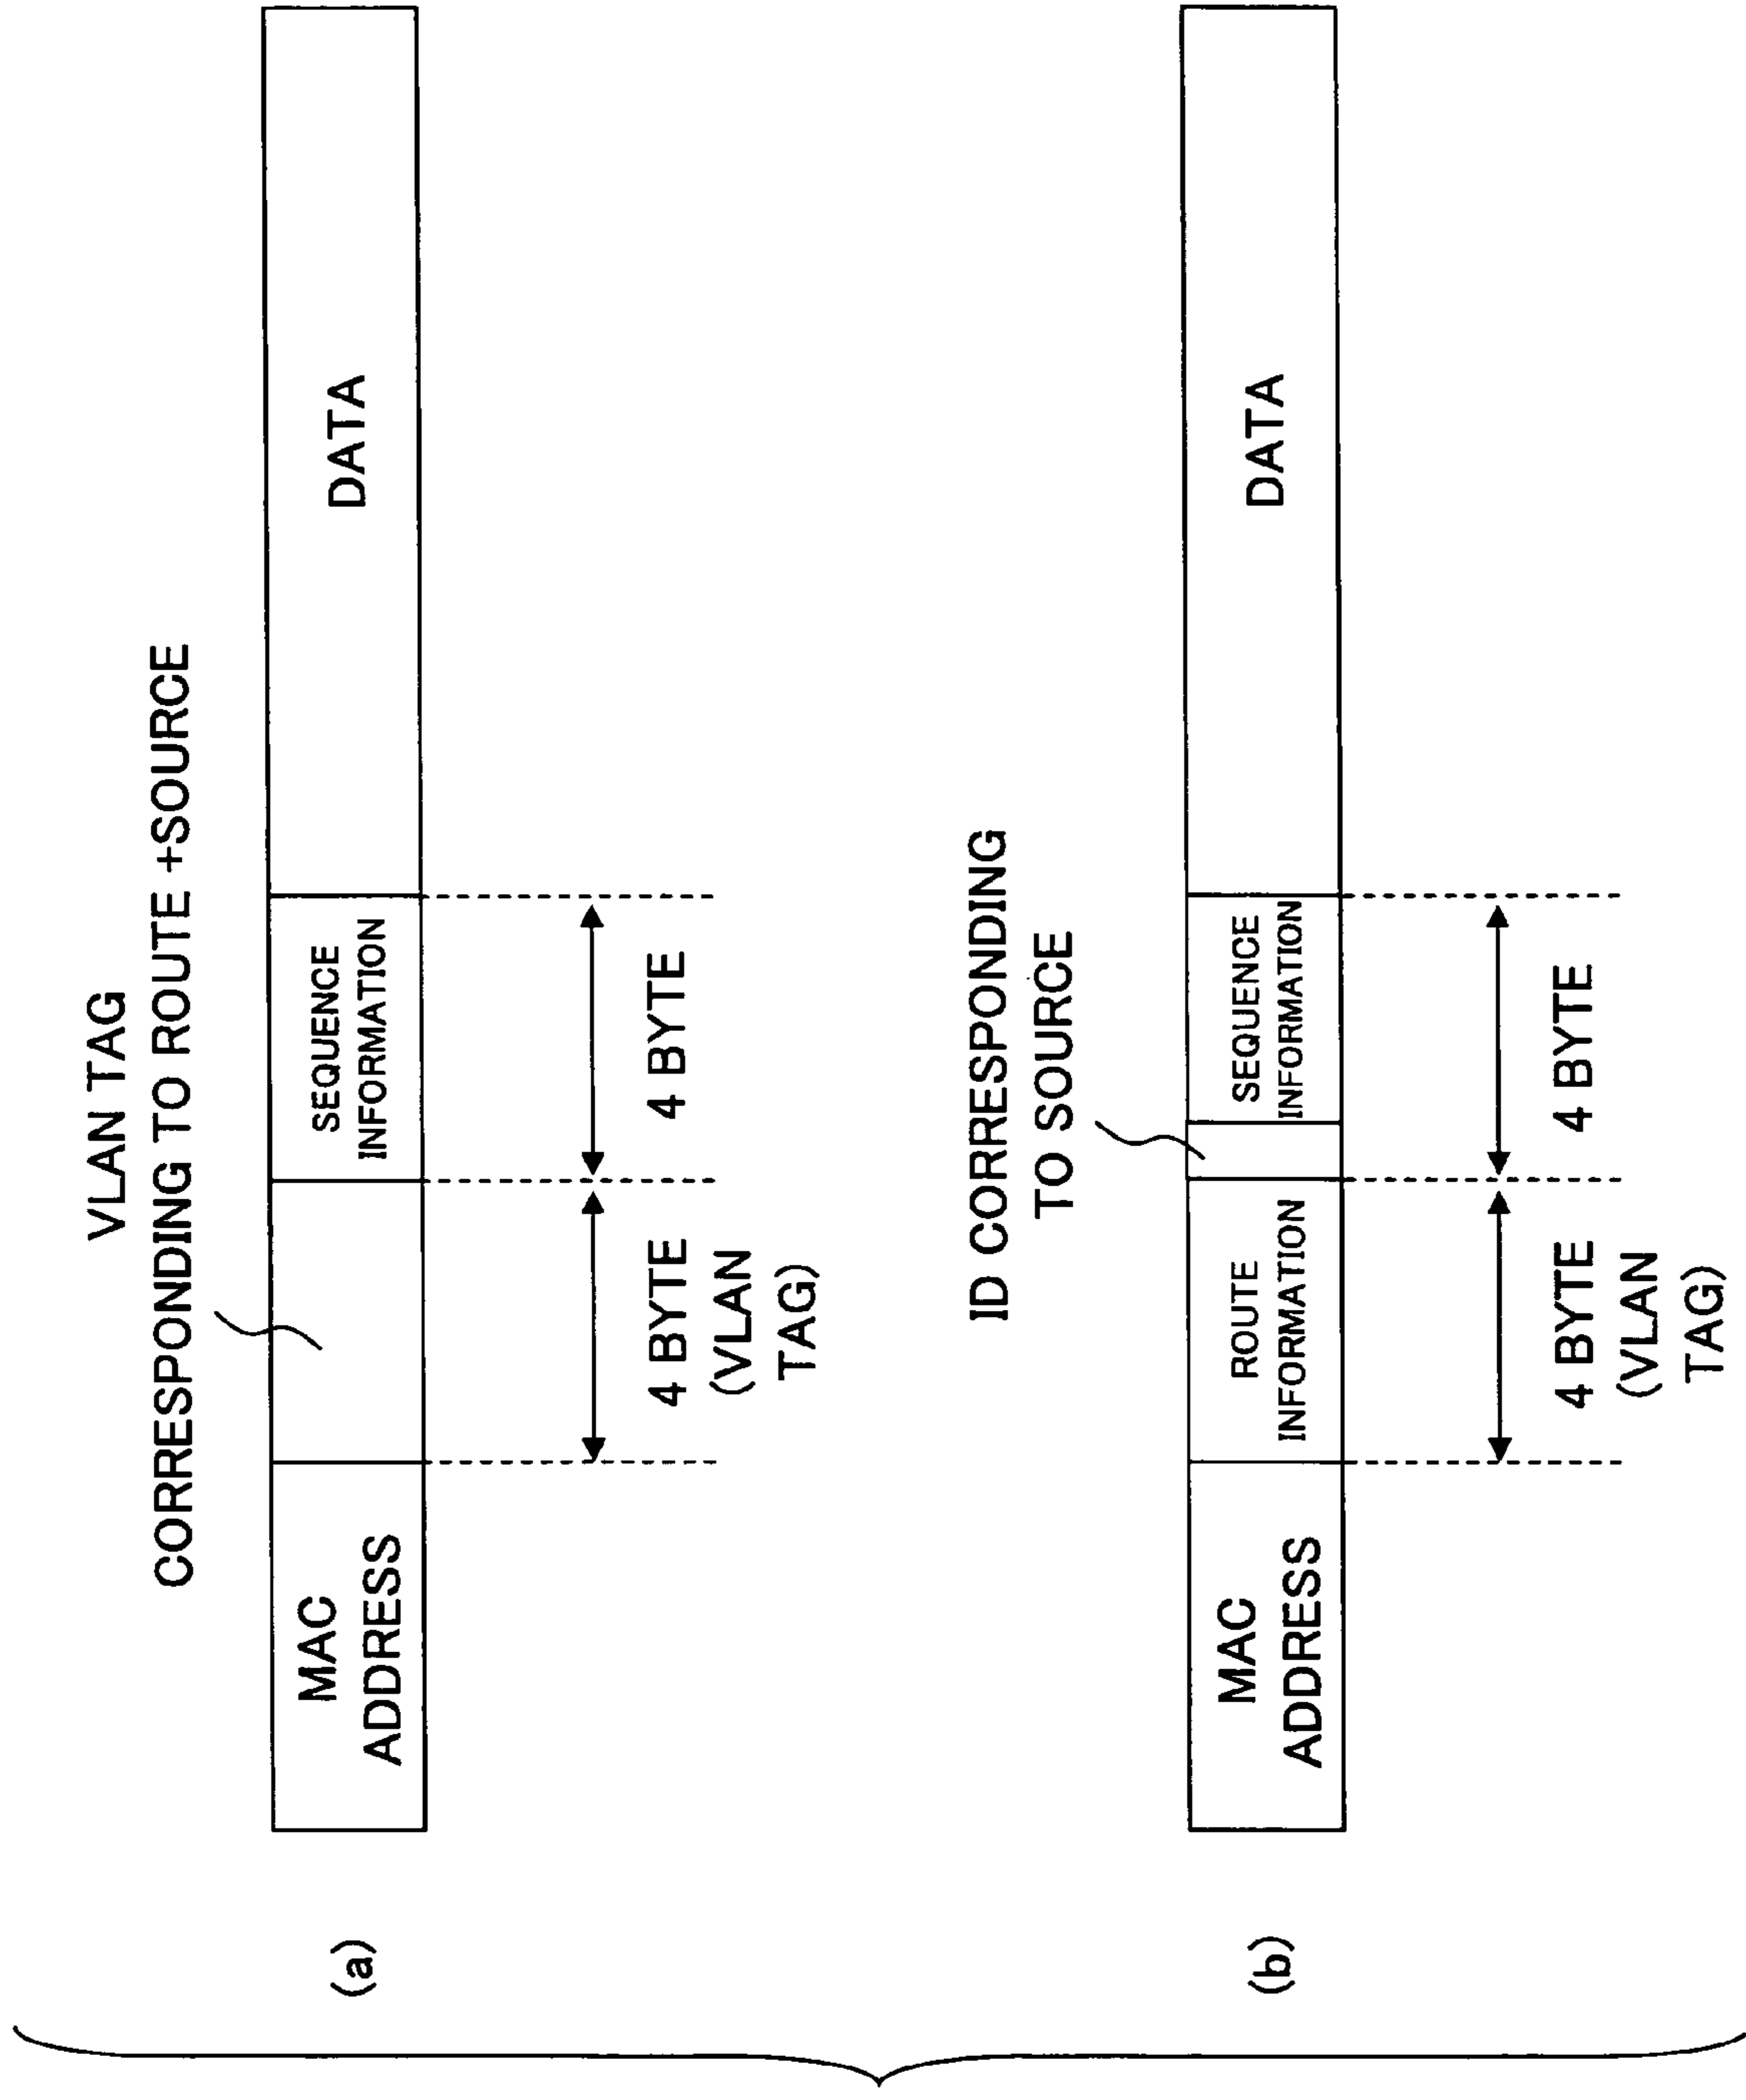 VLAN TAG
CORRESPONDING TO ROUTE +SOURCE
(a)
MAC
ADDRESS
SEQUENCE
INFORMATION
DATA
4 BYTE
(VLAN
TAG)
4 BYTE
ID CORRESPONDING
TO SOURCE
(b)
MAC
ADDRESS
ROUTE
INFORMATION
SEQUENCE
INFORMATION
DATA
4 BYTE
(VLAN
TAG)
4 BYTE